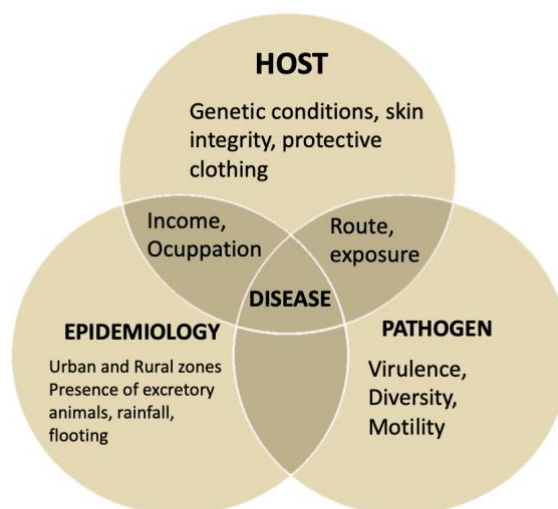 HOST
Genetic conditions, skin
integrity, protective
clothing
Income,
Ocuppation
Route,
exposure
DISEASE
EPIDEMIOLOGY
Urban and Rural zones
Presence of excretory
animals, rainfall,
flooting
PATHOGEN
Virulence,
Diversity,
Motility